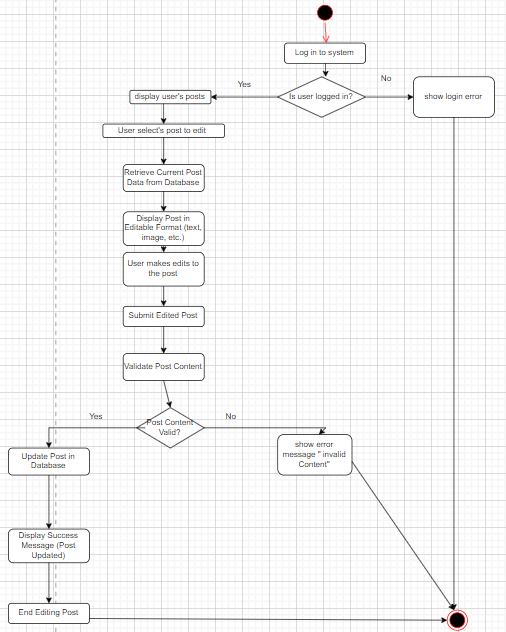 Log in to system
Yes
No
display user's posts
Is user logged in?
show login error
User select's post to edit
Retrieve Current Post
Data from Database
Display Post in
Editable Format (text,
image, etc.)
User makes edits to
the post
Submit Edited Post
Validate Post Content
Yes
Post Content
Valid?
No
show error
message " invalid
Content"
Update Post in
Database
Display Success
Message (Post
Updated)
End Editing Post